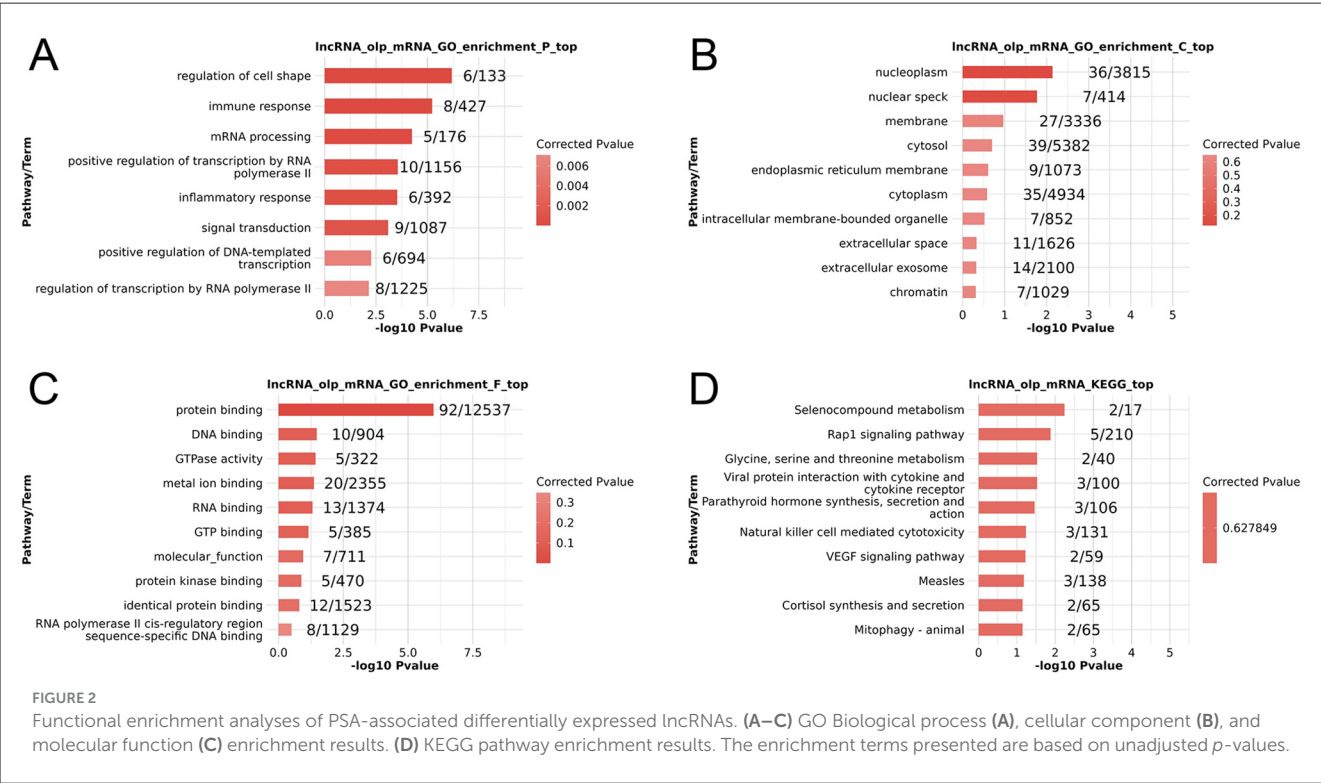 A
lncRNA_olp_mRNA_GO_enrichment_P_top
Pathway/Term
regulation of cell shape 6/133
immune response 8/427
mRNA processing 5/176
positive regulation of transcription by RNA
polymerase II 10/1156
inflammatory response 6/392
signal transduction 9/1087
positive regulation of DNA-templated
transcription 6/694
regulation of transcription by RNA polymerase II 8/1225
0.0 2.5 5.0 7.5
-log10 Pvalue
Corrected Pvalue
0.006
0.004
0.002
B
lncRNA_olp_mRNA_GO_enrichment_C_top
Pathway/Term
nucleoplasm 36/3815
nuclear speck 7/414
membrane 27/3336
cytosol 39/5382
endoplasmic reticulum membrane 9/1073
cytoplasm 35/4934
intracellular membrane-bounded organelle 7/852
extracellular space 11/1626
extracellular exosome 14/2100
chromatin 7/1029
0 1 2 3 4 5
-log10 Pvalue
Corrected Pvalue
0.6
0.5
0.4
0.3
0.2
C
lncRNA_olp_mRNA_GO_enrichment_F_top
Pathway/Term
protein binding 92/12537
DNA binding 10/904
GTPase activity 5/322
metal ion binding 20/2355
RNA binding 13/1374
GTP binding 5/385
molecular_function 7/711
protein kinase binding 5/470
identical protein binding 12/1523
RNA polymerase II cis-regulatory region
sequence-specific DNA binding 8/1129
0.0 2.5 5.0 7.5
-log10 Pvalue
Corrected Pvalue
0.3
0.2
0.1
D
lncRNA_olp_mRNA_KEGG_top
Pathway/Term
Selenocompound metabolism 2/17
Rap1 signaling pathway 5/210
Glycine, serine and threonine metabolism 2/40
Viral protein interaction with cytokine and
cytokine receptor 3/100
Parathyroid hormone synthesis, secretion and
action 3/106
Natural killer cell mediated cytotoxicity 3/131
VEGF signaling pathway 2/59
Measles 3/138
Cortisol synthesis and secretion 2/65
Mitophagy - animal 2/65
0 1 2 3 4 5
-log10 Pvalue
Corrected Pvalue
0.627849
FIGURE 2
Functional enrichment analyses of PSA-associated differentially expressed lncRNAs. (A–C) GO Biological process (A), cellular component (B), and
molecular function (C) enrichment results. (D) KEGG pathway enrichment results. The enrichment terms presented are based on unadjusted p-values.